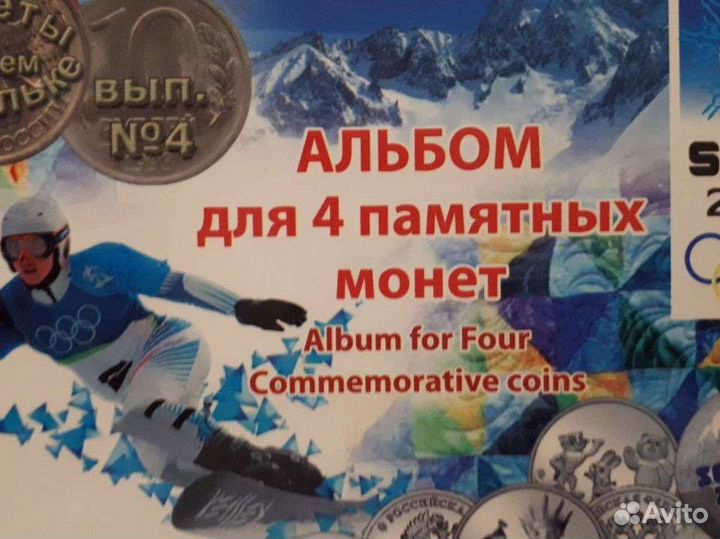 вып.
№4
АЛЬБОМ
для 4 памятных
монет
Album for Four
Commemorative coins
Avito